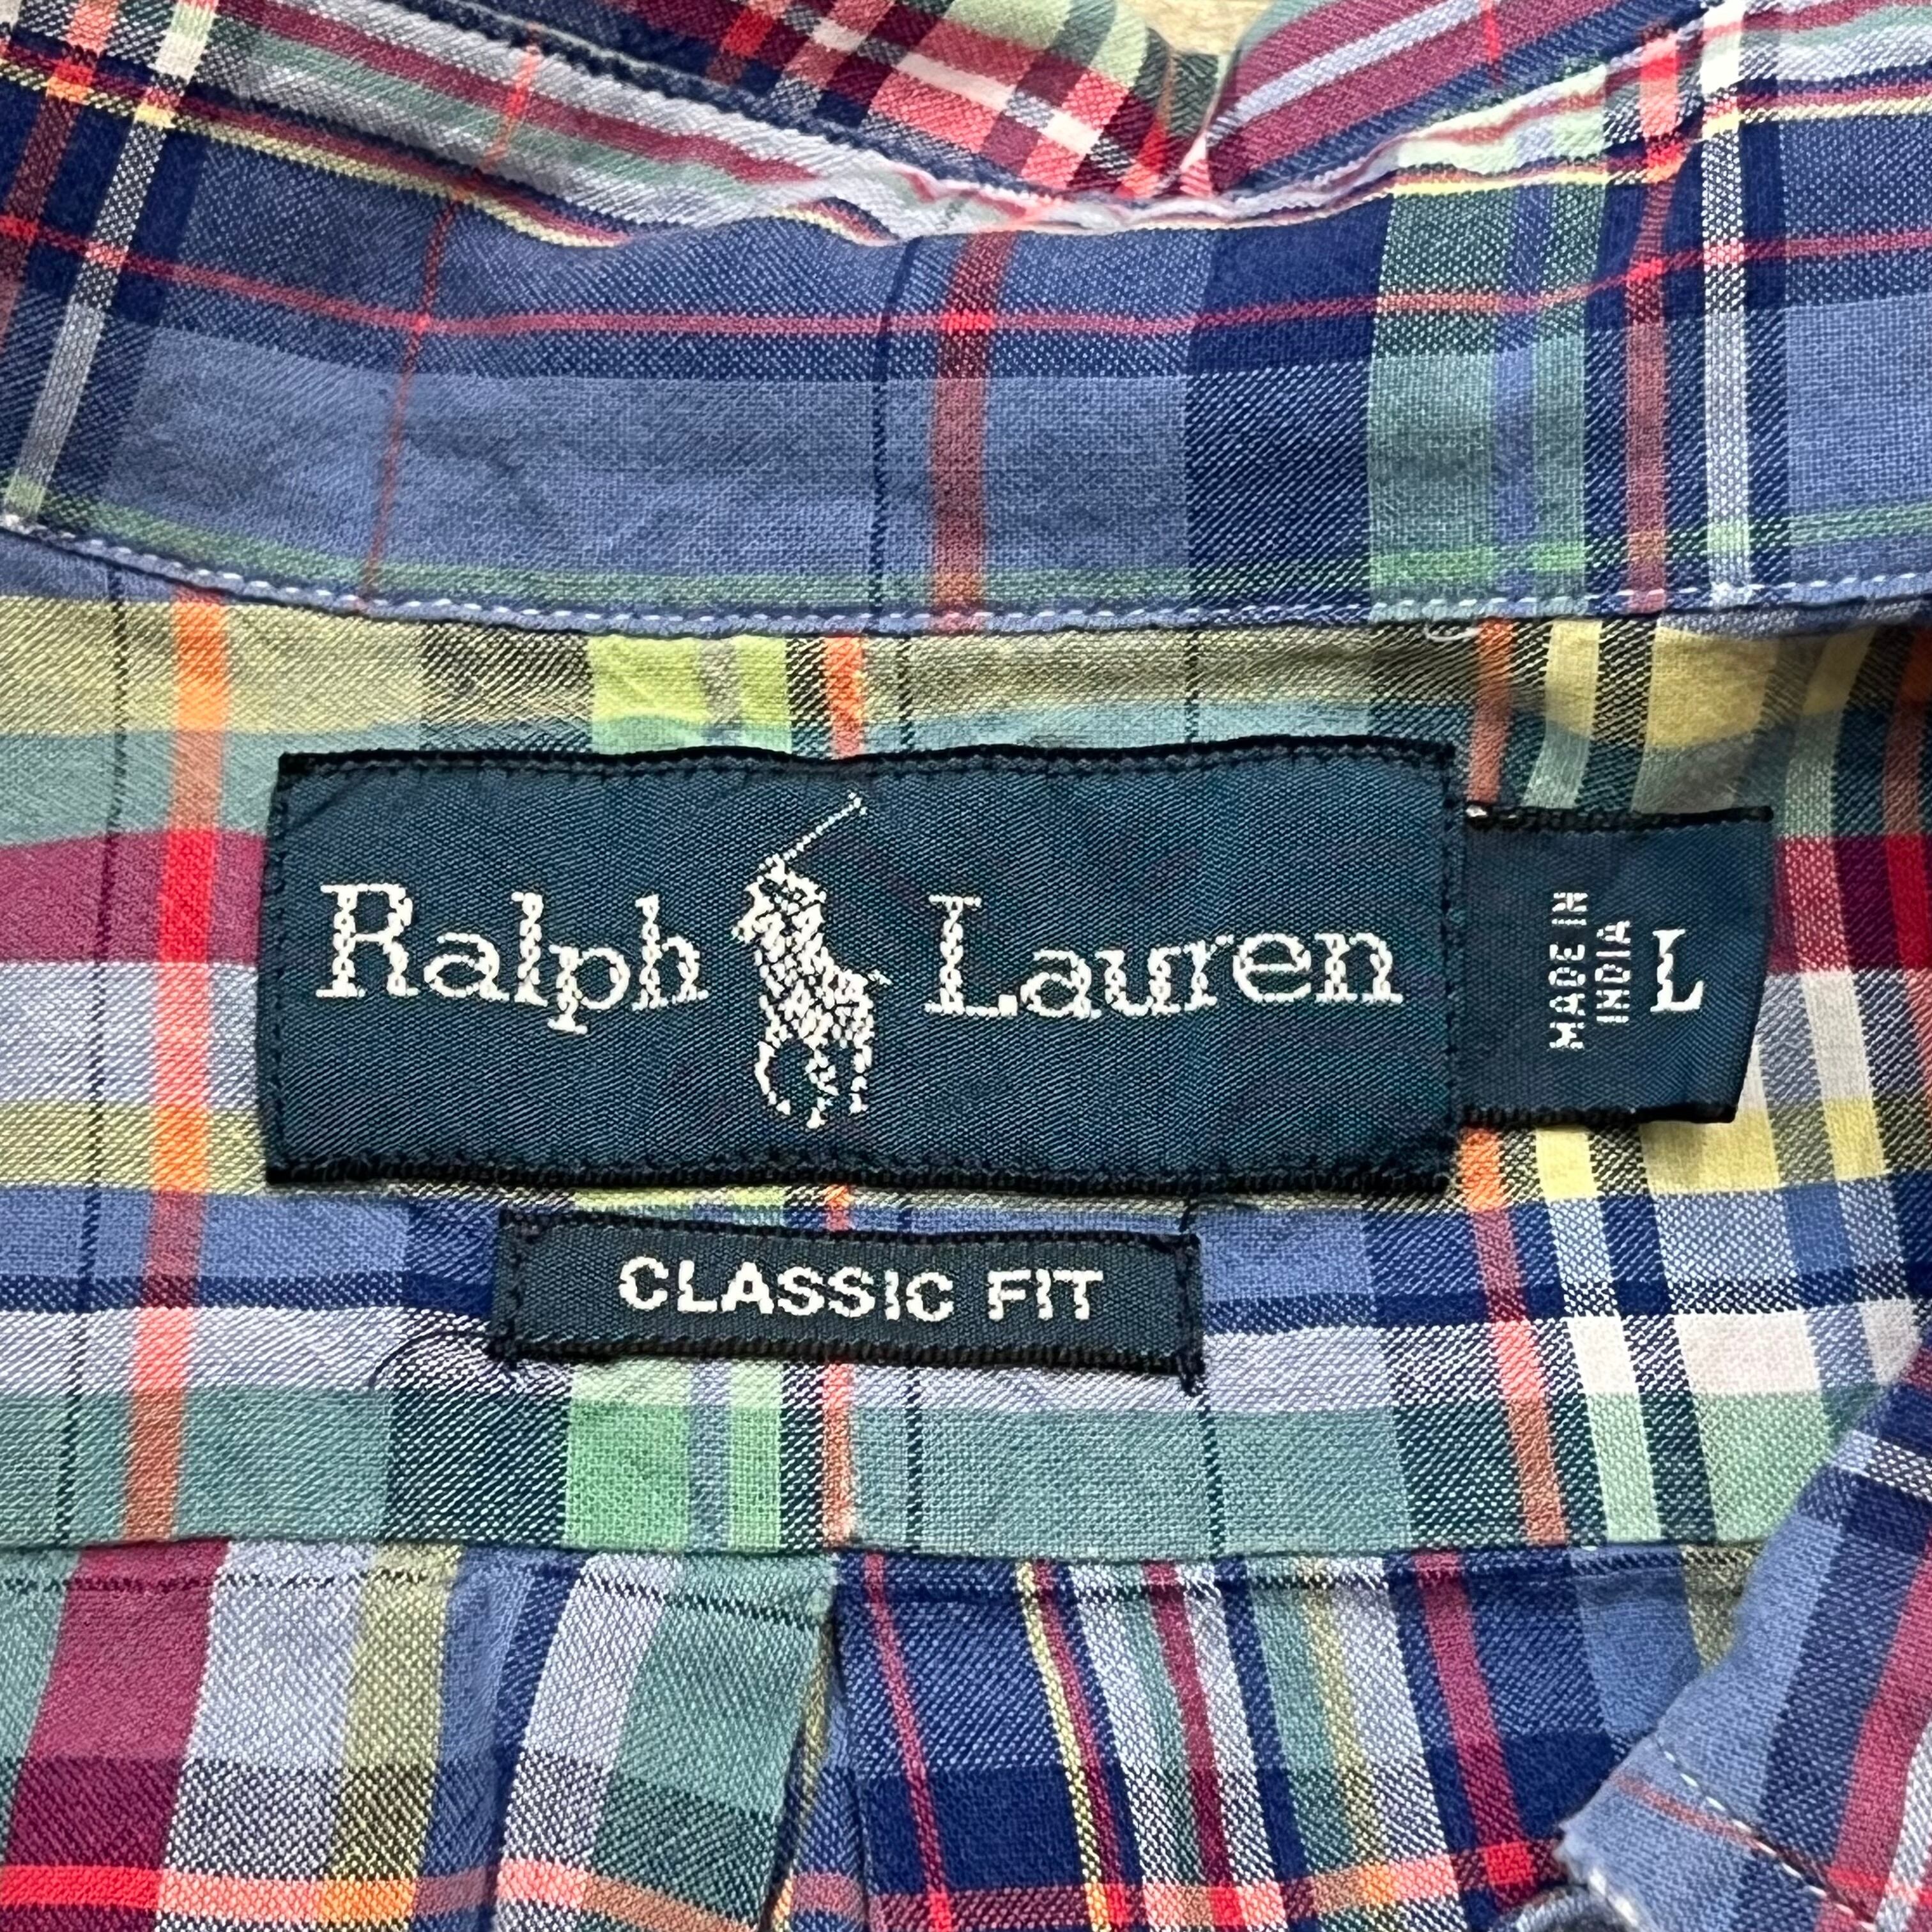 Ralph Lauren
MADE IN
INDIA
L
CLASSIC FIT